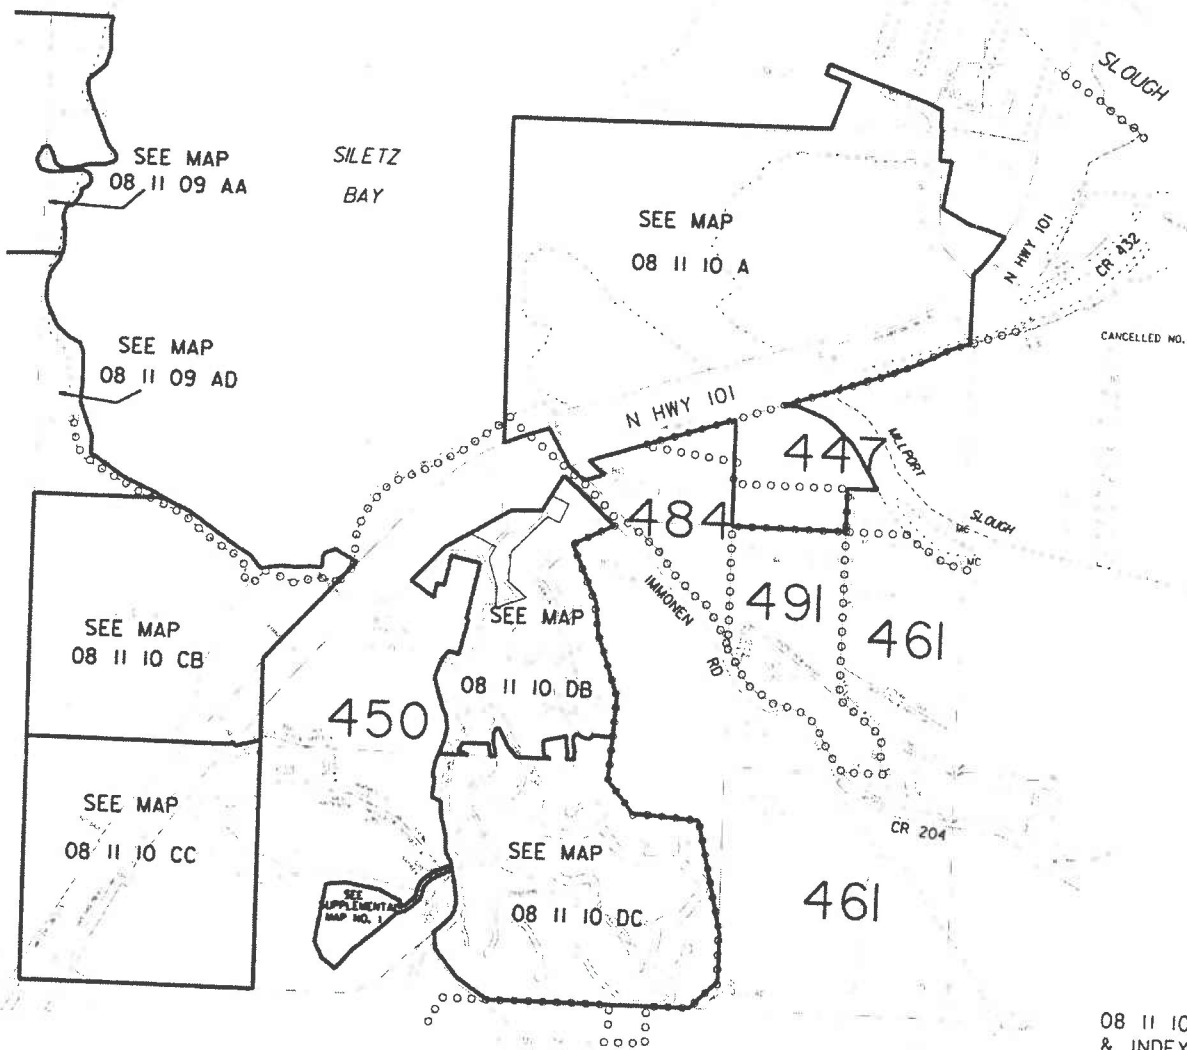 SLOUGH
SEE MAP
08 11 09 AA
SILETZ
BAY
SEE MAP
08 11 10 A
N HWY 101
CR 432
CANCELLED NO.
SEE MAP
08 11 09 AD
N HWY 101
447
MILLPORT
SLOUGH
484
MC
MC
IMMONEN
RD
491
461
SEE MAP
08 11 10 CB
SEE MAP
08 11 10 DB
450
SEE MAP
08 11 10 CC
CR 204
SEE MAP
08 11 10 DC
SEE
SUPPLEMENTA
MAP NO. 1
461
08 11 10
& INDEX